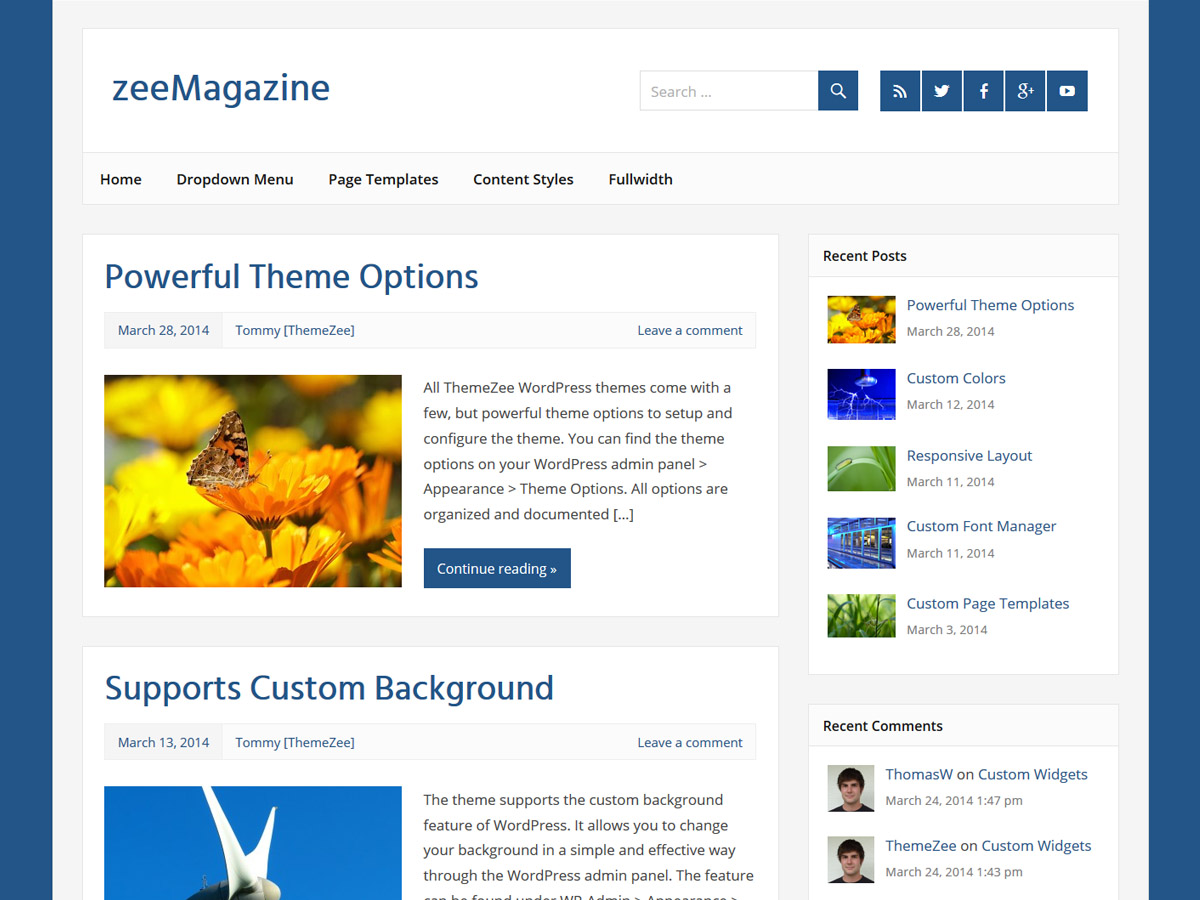 zeeMagazine
Search ...
Home
Dropdown Menu
Page Templates
Content Styles
Fullwidth
Powerful Theme Options
March 28, 2014
Tommy [ThemeZee]
Leave a comment
All ThemeZee WordPress themes come with a
few, but powerful theme options to setup and
configure the theme. You can find the theme
options on your WordPress admin panel >
Appearance > Theme Options. All options are
organized and documented [...]
Continue reading »
Supports Custom Background
March 13, 2014
Tommy [ThemeZee]
Leave a comment
The theme supports the custom background
feature of WordPress. It allows you to change
your background in a simple and effective way
through the WordPress admin panel. The feature
can be found under WP Admin > Appearance >
Recent Posts
Powerful Theme Options
March 28, 2014
Custom Colors
March 12, 2014
Responsive Layout
March 11, 2014
Custom Font Manager
March 11, 2014
Custom Page Templates
March 3, 2014
Recent Comments
ThomasW on Custom Widgets
March 24, 2014 1:47 pm
ThemeZee on Custom Widgets
March 24, 2014 1:43 pm